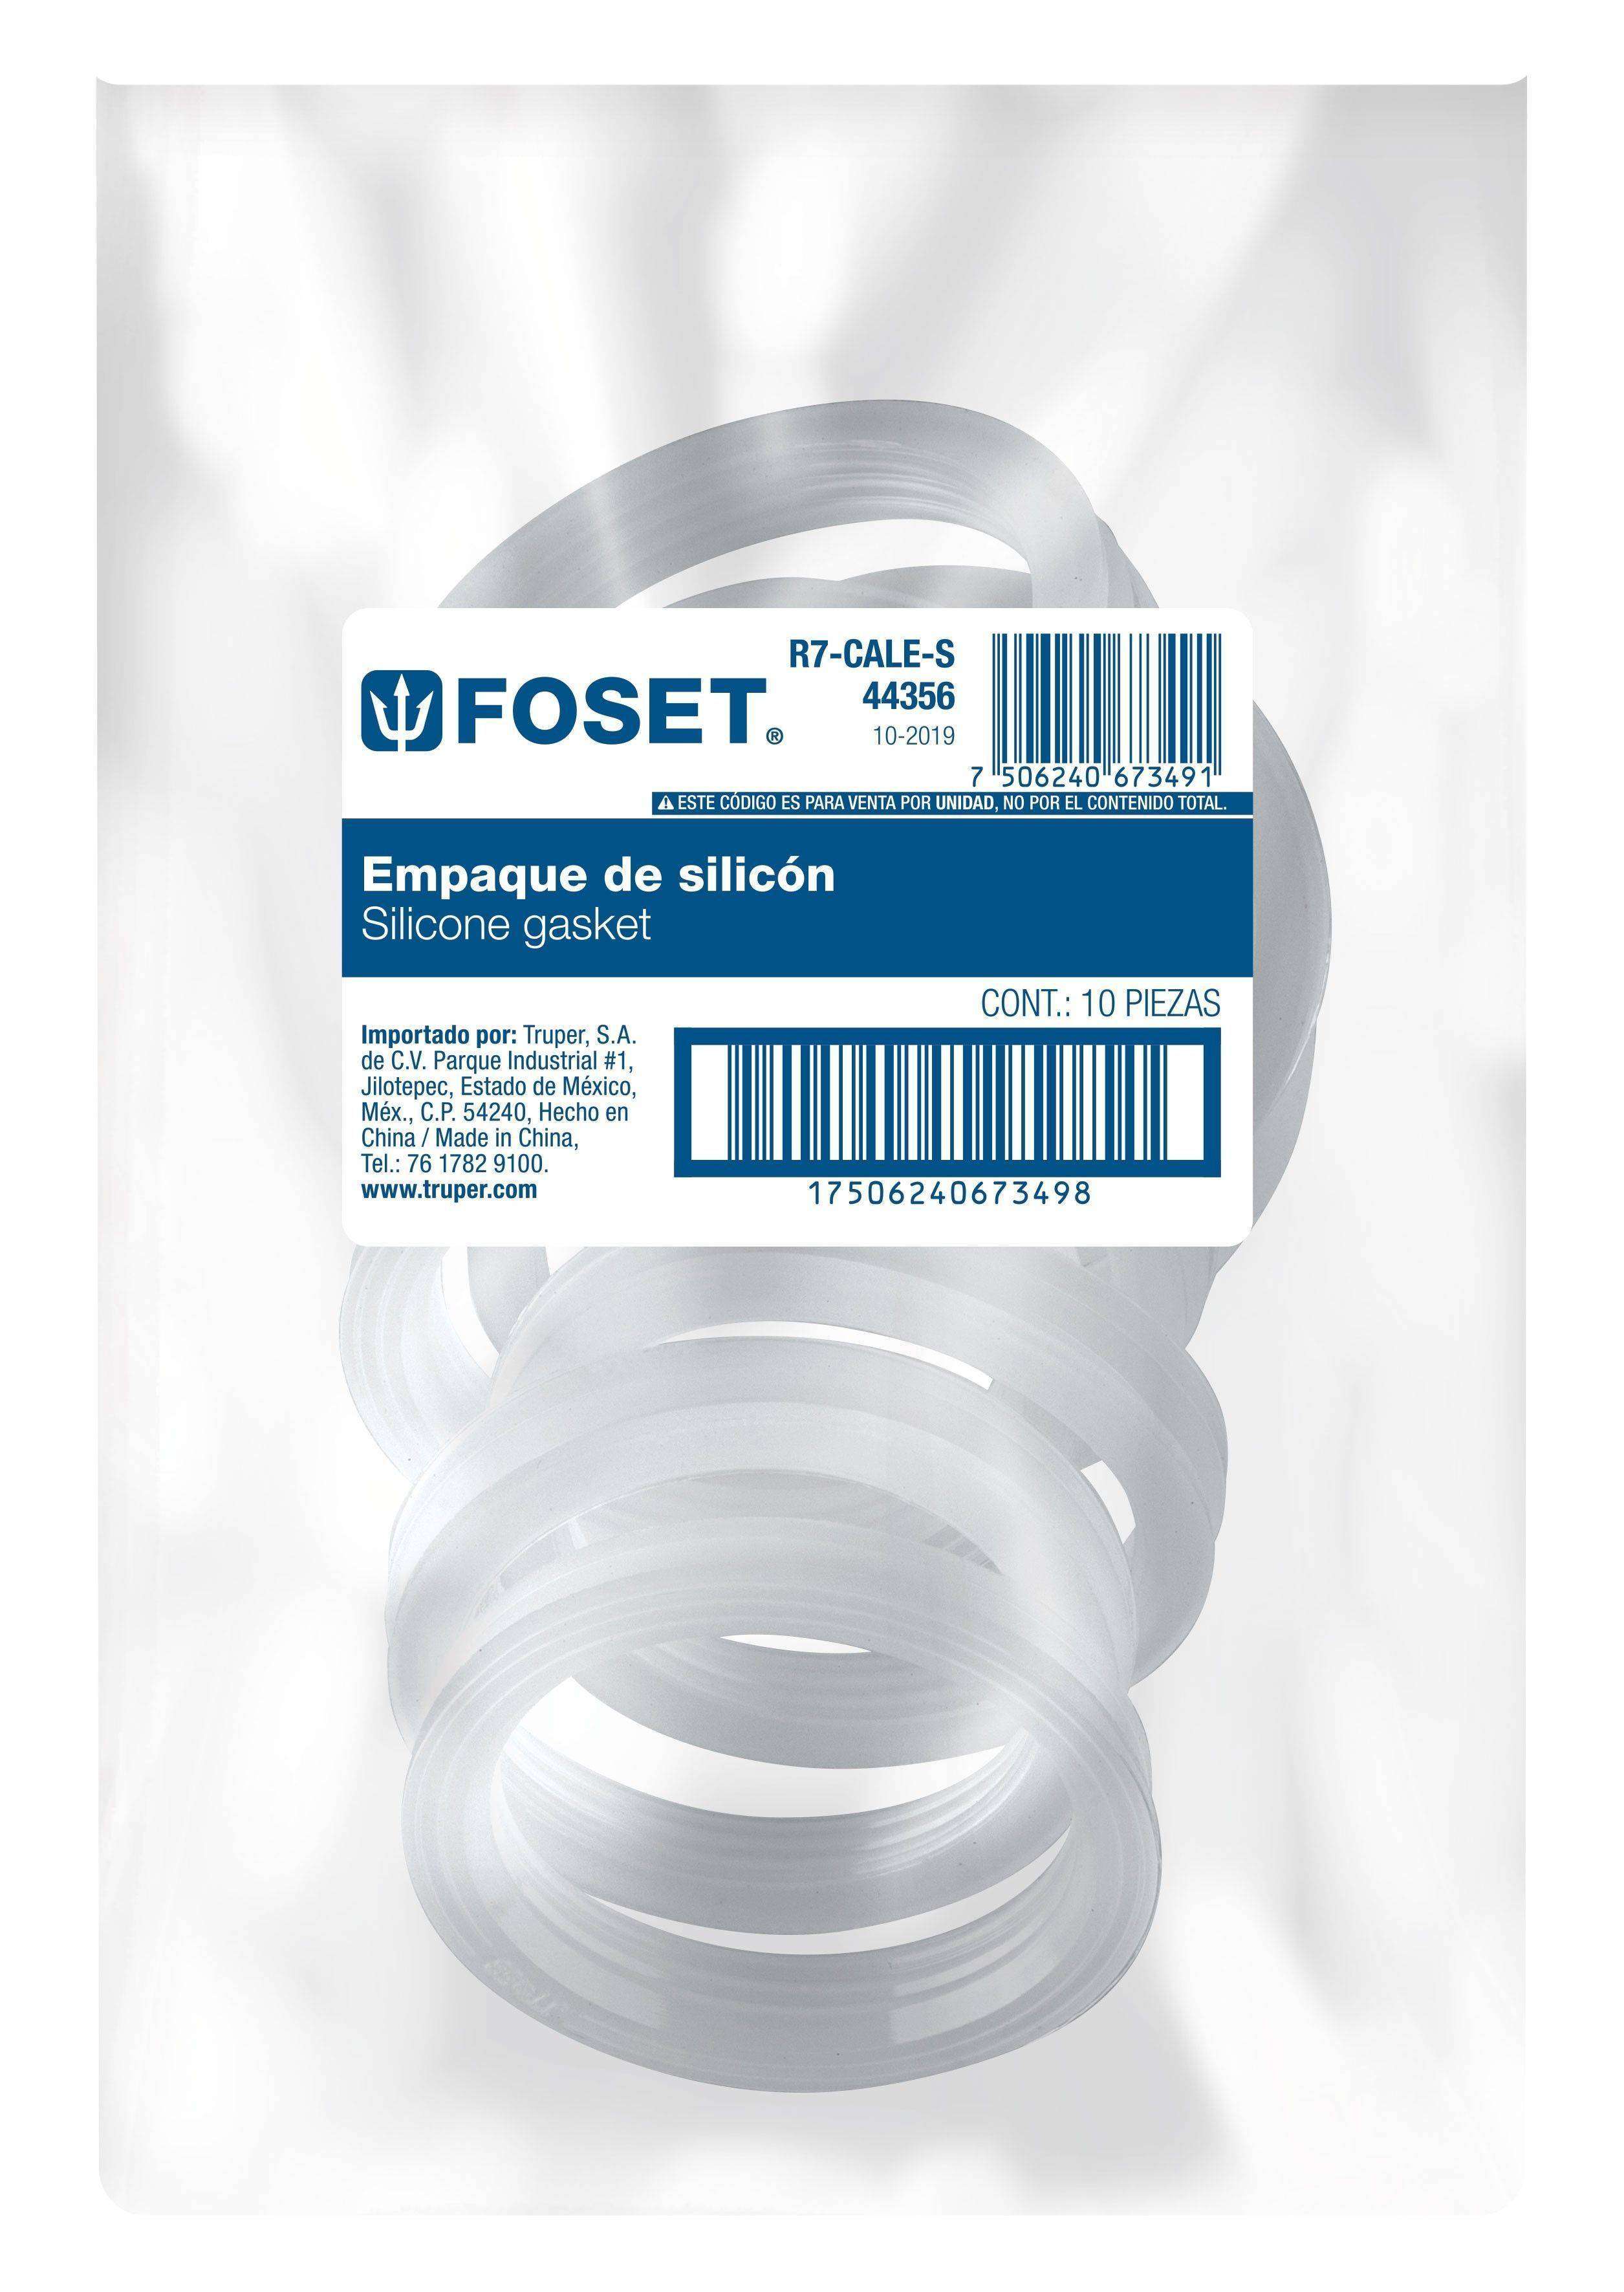 FOSET®
R7-CALE-S
44356
10-2019
7 506240 673491
ESTE CÓDIGO ES PARA VENTA POR UNIDAD, NO POR EL CONTENIDO TOTAL.
Empaque de silicón
Silicone gasket
CONT.: 10 PIEZAS
Importado por: Truper, S.A.
de C.V. Parque Industrial #1,
Jilotepec, Estado de México,
Méx., C.P. 54240, Hecho en
China / Made in China,
Tel.: 76 1782 9100.
www.truper.com
17506240673498